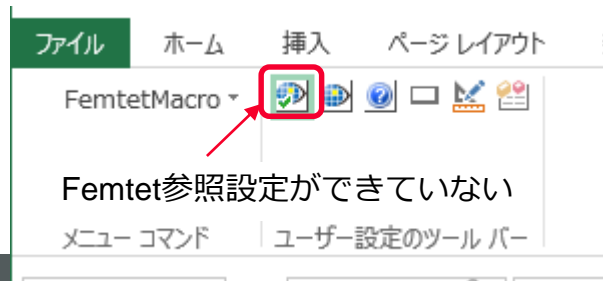 ファイル ホーム 挿入 ページ レイアウト
FemtetMacro
Femtet参照設定ができていない
メニュー コマンド ユーザー設定のツール バー